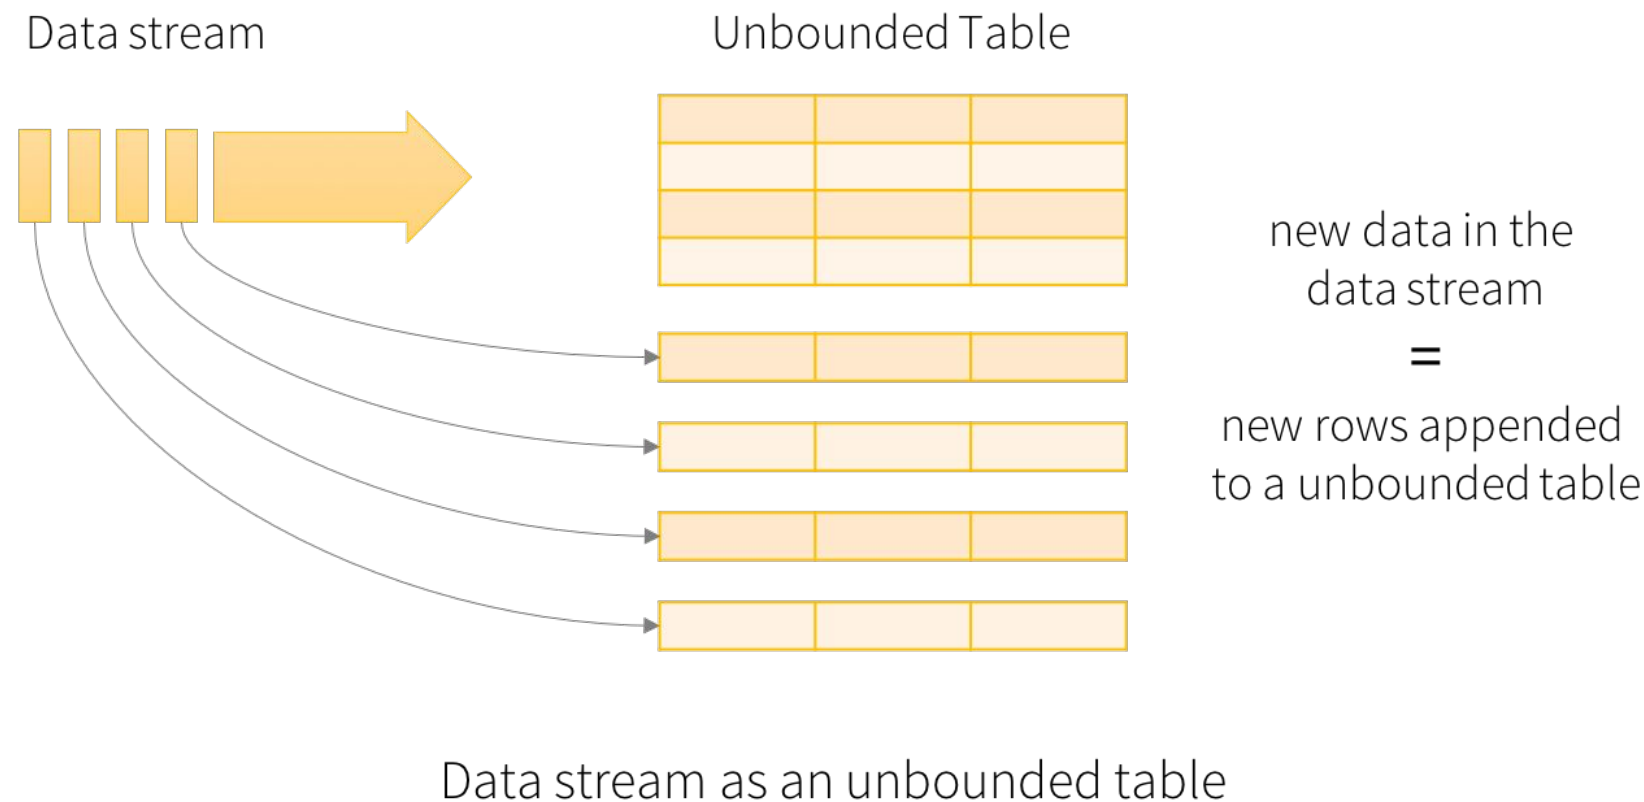 Data stream
Unbounded Table
new data in the
data stream
=
new rows appended
to a unbounded table
Data stream as an unbounded table